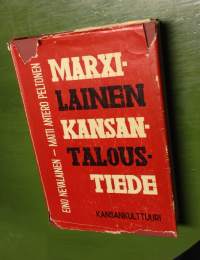 EINO NEVALAINEN — MATTI ANTERO PELTONEN
MARXI-
LAINEN
KANSAN-
TALOUS-
TIEDE
KANSANKULTTUURI